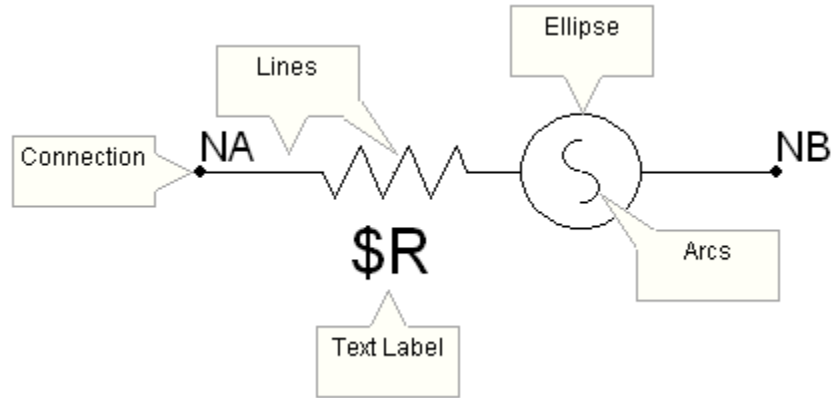 Ellipse
Lines
Connection
NA
NB
$R
Arcs
Text Label